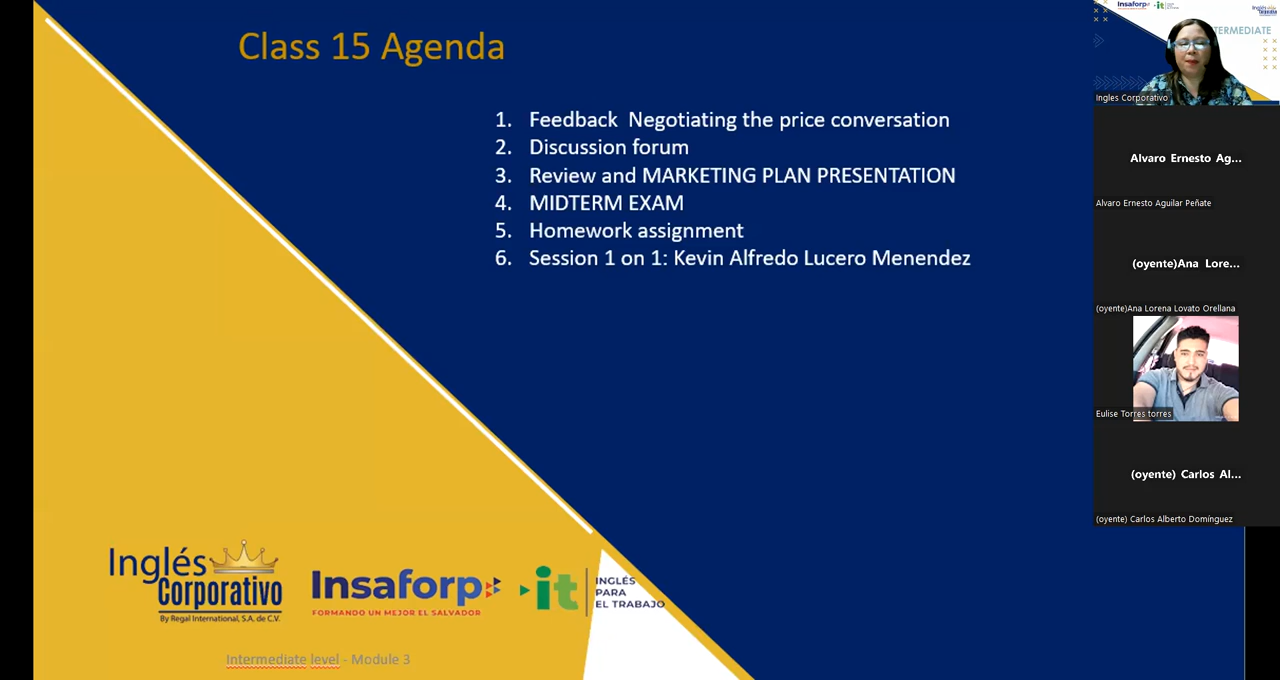 Class 15 Agenda
1. Feedback Negotiating the price conversation
2. Discussion forum
3. Review and MARKETING PLAN PRESENTATION
4. MIDTERM EXAM
5. Homework assignment
6. Session 1 on 1: Kevin Alfredo Lucero Menendez
Inglés
Corporativo
By Regal International, S.A. de C.V.
Insaforp
FORMANDO UN MEJOR EL SALVADOR
it
INGLÉS
PARA
EL TRABAJO
Intermediate level - Module 3
Insaforp
it
TERMEDIATE
Ingles Corporativo
Alvaro Ernesto Ag...
Alvaro Ernesto Aguilar Peñate
(oyente)Ana Lore...
(oyente)Ana Lorena Lovato Orellana
Eulise Torres torres
(oyente) Carlos Al...
(oyente) Carlos Alberto Domínguez